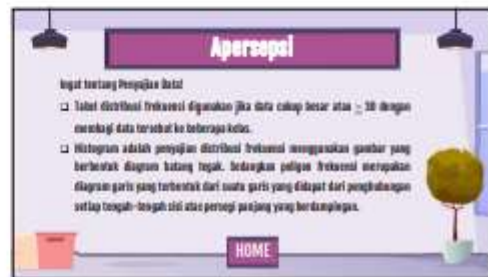 Apersepsi
Ingat tentang Penyajian Data!
❑ Tabel distribusi frekuensi digunakan jika data cukup besar atau ≥ 30 dengan
membagi data tersebut ke beberapa kelas.
❑ Histogram adalah penyajian distribusi frekuensi menggunakan gambar yang
berbentuk diagram batang tegak. Sedangkan poligon frekuensi merupakan
diagram garis yang terbentuk dari suatu garis yang didapat dari penghubungan
setiap tengah-tengah sisi atas persegi panjang yang berdampingan.
HOME